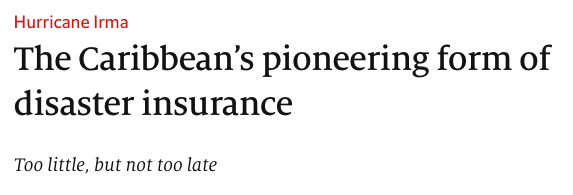 Hurricane Irma
The Caribbean’s pioneering form of
disaster insurance
Too little, but not too late